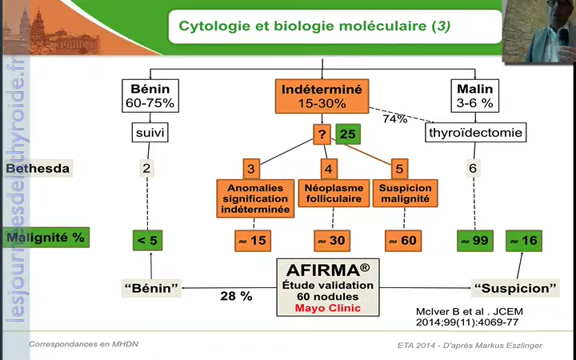 Cytologie et biologie moléculaire (3)
Bénin
60-75%
Indéterminé
15-30%
Malin
3-6 %
74%
suivi
? 25
thyroïdectomie
Bethesda
2
3
4
5
6
Anomalies
signification
indéterminée
Néoplasme
folliculaire
Suspicion
malignité
Malignité %
< 5
≈ 15
≈ 30
≈ 60
≈ 99
≈ 16
AFIRMA®
Étude validation
60 nodules
Mayo Clinic
“Bénin”
28 %
“Suspicion”
McIver B et al . JCEM
2014;99(11):4069-77
Correspondances en MHDN
ETA 2014 - D'après Markus Eszlinger
lesjournéesdelathyroide.fr